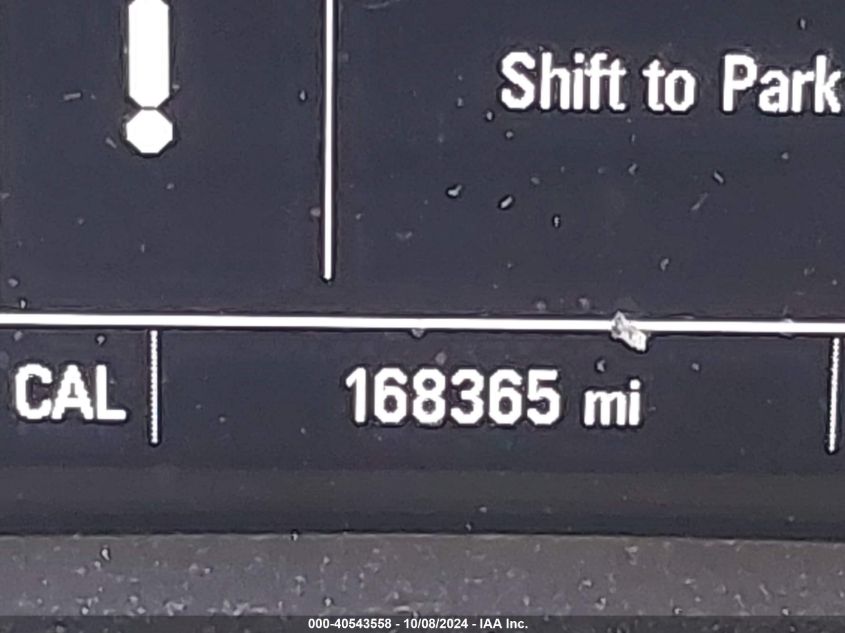 Shift to Park
CAL
168365 mi
000-40543558 - 10/08/2024 - IAA Inc.